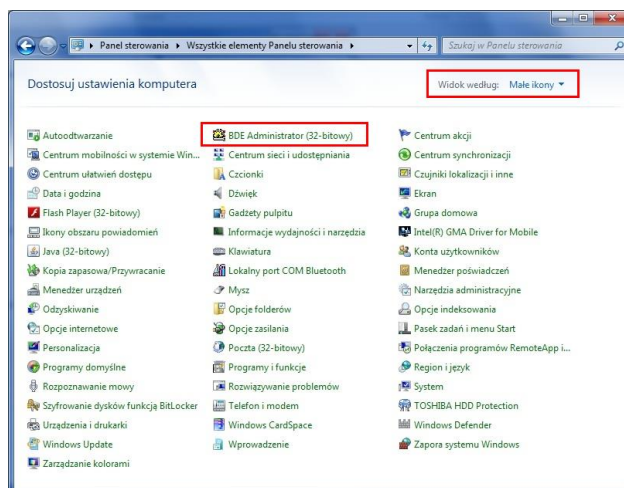 Panel sterowania Wszystkie elementy Panelu sterowania Szukaj w Panelu sterowania
Dostosuj ustawienia komputera Widok według: Małe ikony
Autoodtwarzanie BDE Administrator (32-bitowy) Centrum akcji
Centrum mobilności w systemie Win... Centrum sieci i udostępniania Centrum synchronizacji
Centrum ułatwień dostępu Czcionki Czujniki lokalizacji i inne
Data i godzina Dźwięk Ekran
Flash Player (32-bitowy) Gadżety pulpitu Grupa domowa
Ikony obszaru powiadomień Informacje wydajności i narzędzia Intel(R) GMA Driver for Mobile
Java (32-bitowy) Klawiatura Konta użytkowników
Kopia zapasowa/Przywracanie Lokalny port COM Bluetooth Menedżer poświadczeń
Menedżer urządzeń Mysz Narzędzia administracyjne
Odzyskiwanie Opcje folderów Opcje indeksowania
Opcje internetowe Opcje zasilania Pasek zadań i menu Start
Personalizacja Poczta (32-bitowy) Połączenia programów RemoteApp i...
Programy domyślne Programy i funkcje Region i język
Rozpoznawanie mowy Rozwiązywanie problemów System
Szyfrowanie dysków funkcją BitLocker Telefon i modem TOSHIBA HDD Protection
Urządzenia i drukarki Windows CardSpace Windows Defender
Windows Update Wprowadzenie Zapora systemu Windows
Zarządzanie kolorami